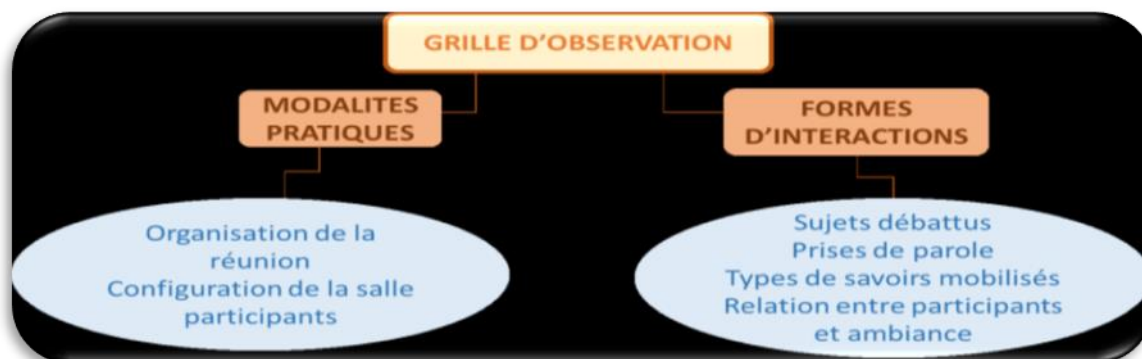 GRILLE D'OBSERVATION
MODALITES
PRATIQUES
Organisation de la
réunion
Configuration de la salle
participants
FORMES
D'INTERACTIONS
Sujets débattus
Prises de parole
Types de savoirs mobilisés
Relation entre participants
et ambiance